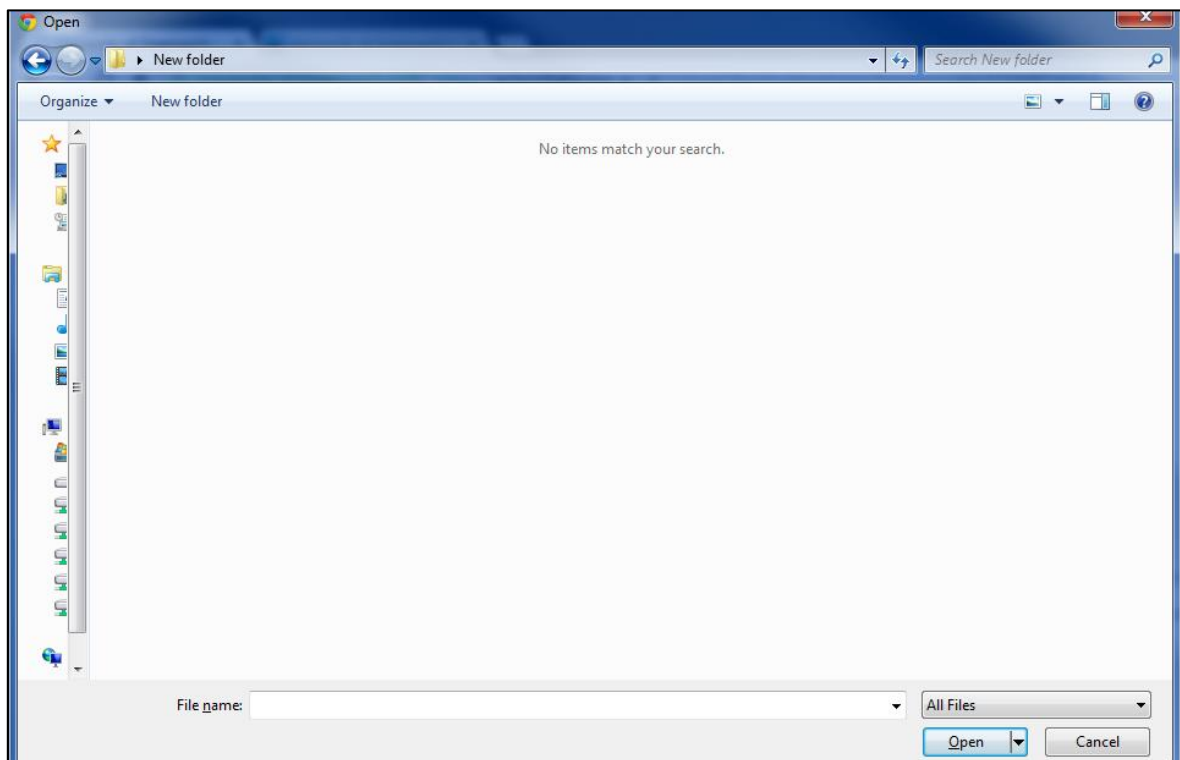 Open
New folder
Search New folder
Organize
New folder
No items match your search.
File name:
All Files
Open
Cancel